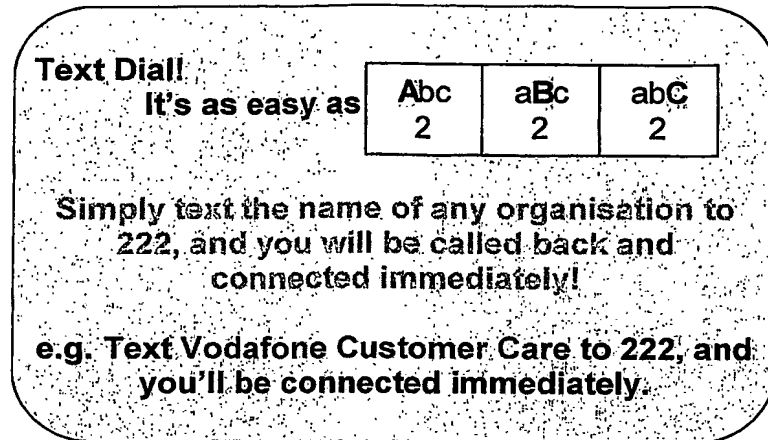 Text Dial!
It's as easy as
Abc aBc abC
2 2 2
Simply text the name of any organisation to
222, and you will be called back and
connected immediately!
e.g. Text Vodafone Customer Care to 222, and
you'll be connected immediately.